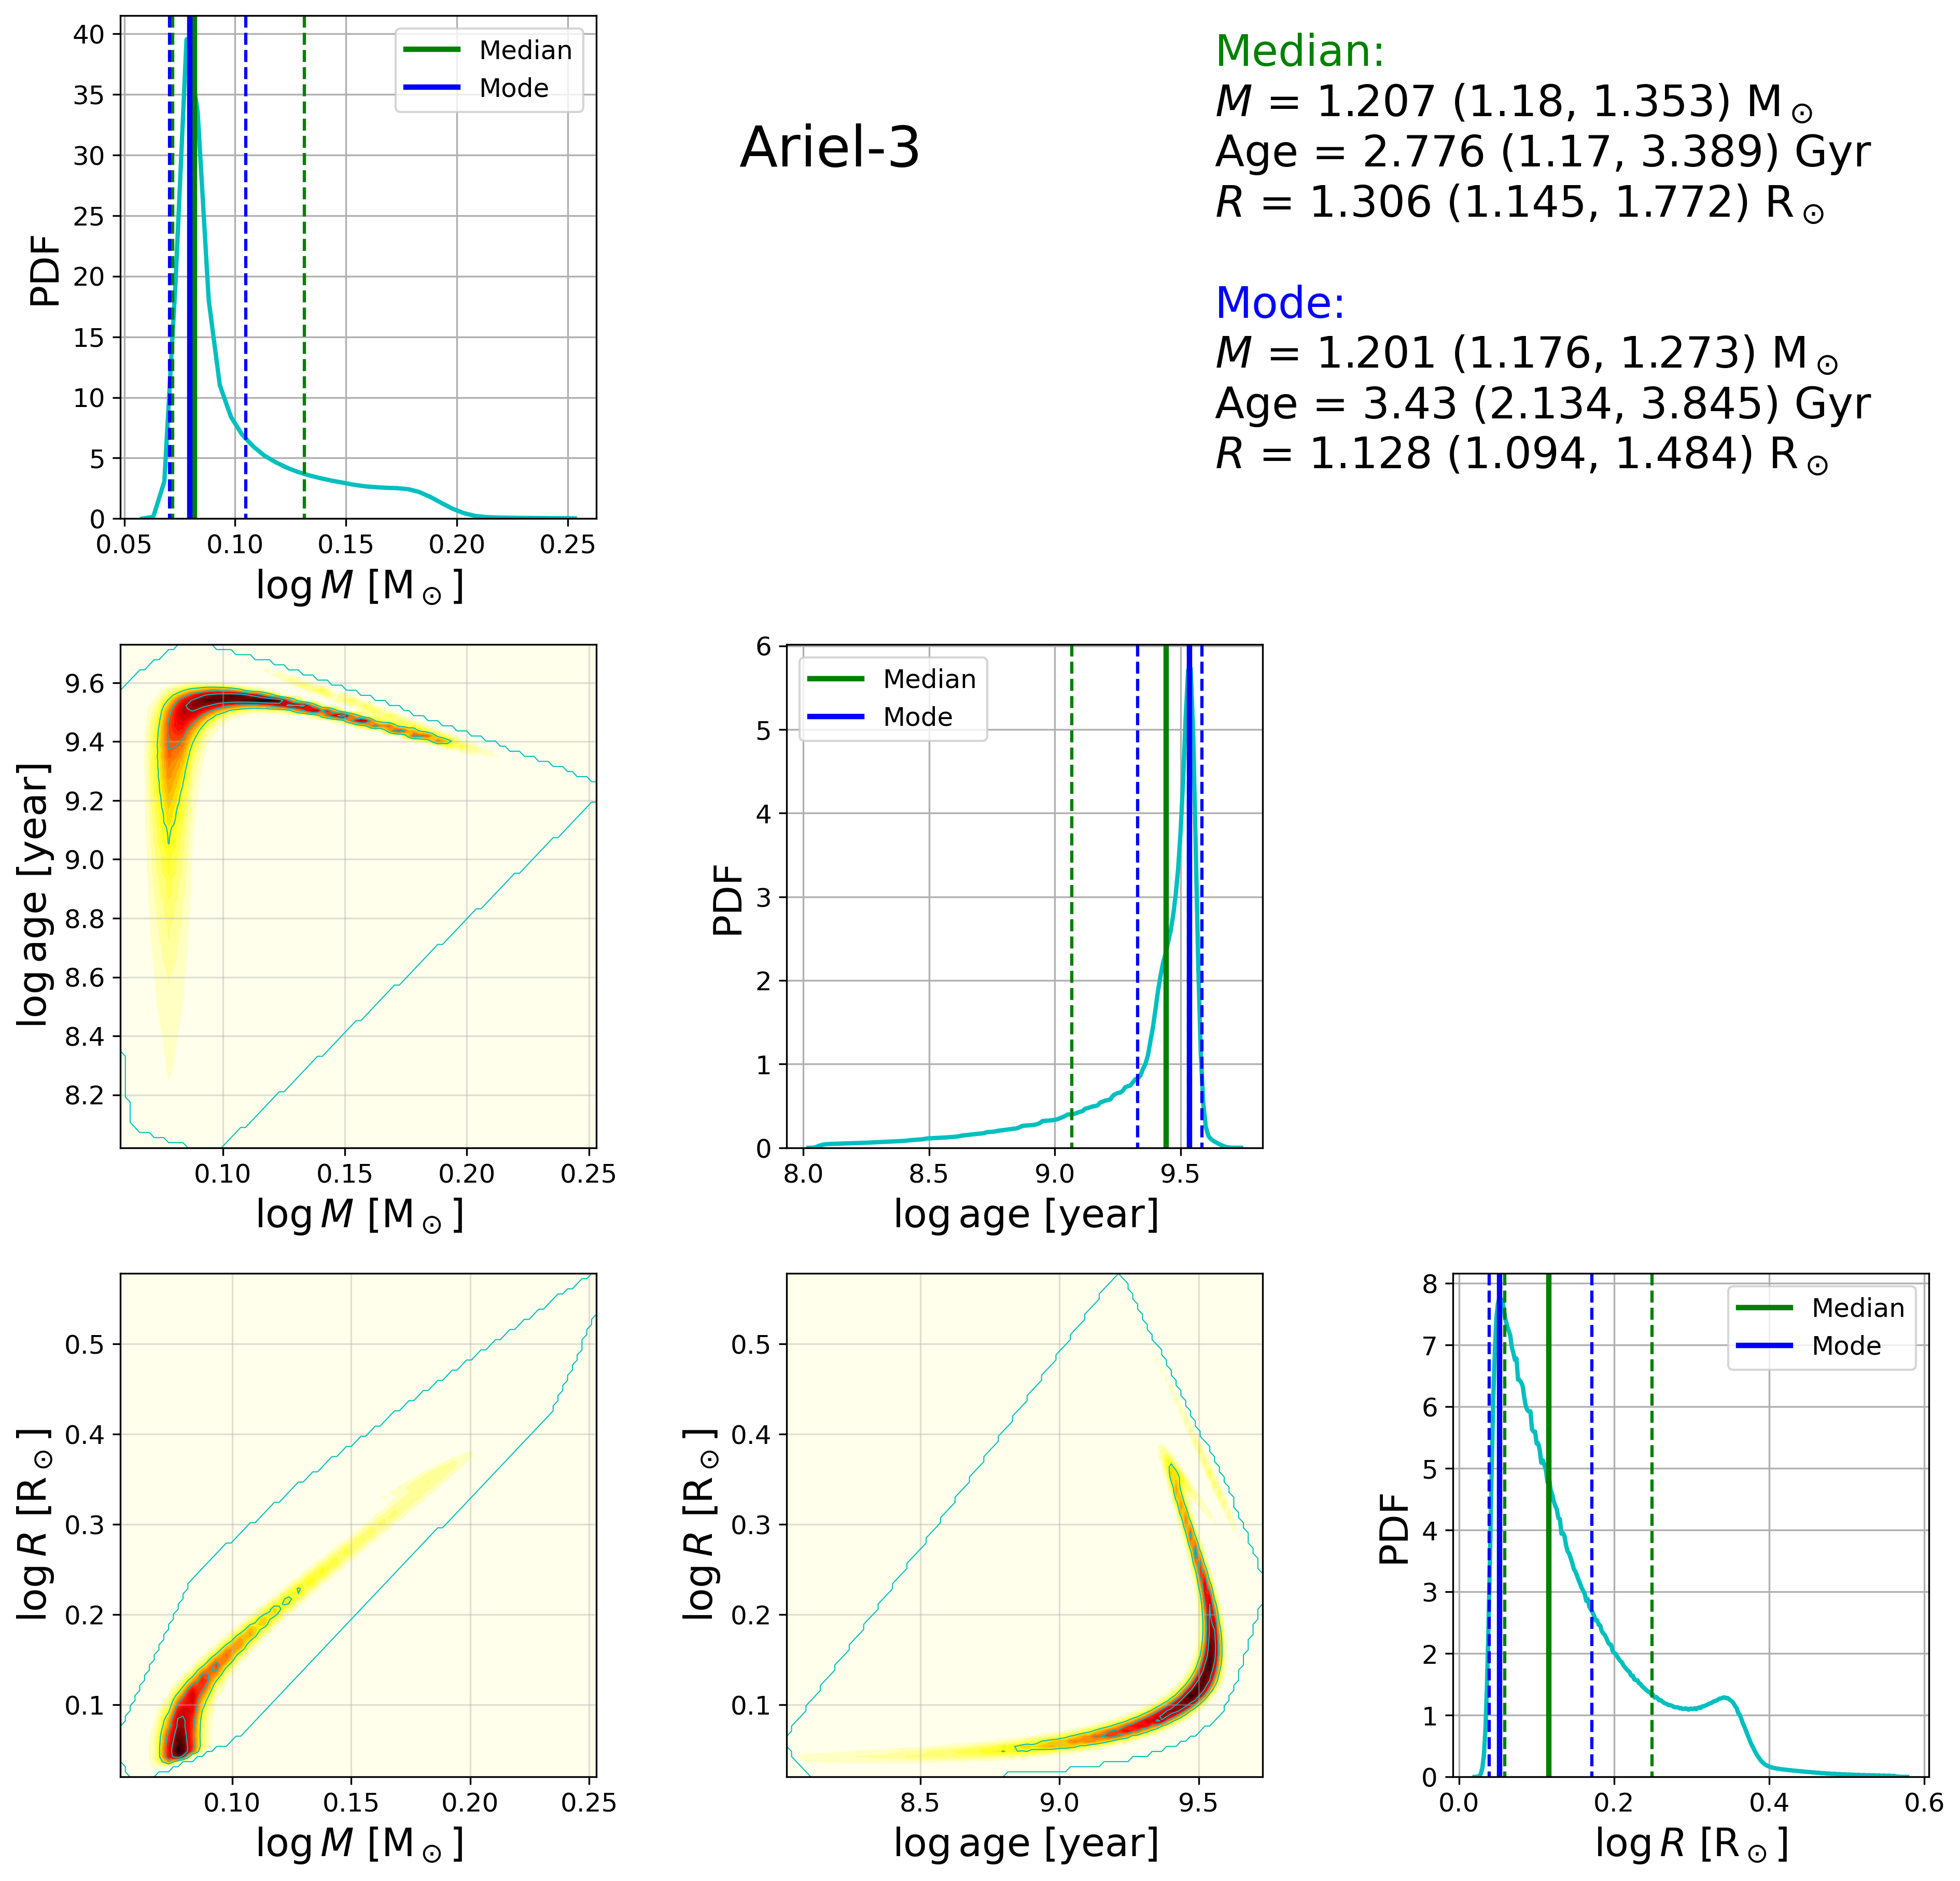 40
35
30
25
20
15
10
5
0
PDF
Median
Mode
0.05 0.10 0.15 0.20 0.25
log M [M⊙]
Ariel-3
Median:
M = 1.207 (1.18, 1.353) M⊙
Age = 2.776 (1.17, 3.389) Gyr
R = 1.306 (1.145, 1.772) R⊙
Mode:
M = 1.201 (1.176, 1.273) M⊙
Age = 3.43 (2.134, 3.845) Gyr
R = 1.128 (1.094, 1.484) R⊙
9.6
9.4
9.2
9.0
8.8
8.6
8.4
8.2
log age [year]
0.10 0.15 0.20 0.25
log M [M⊙]
6
5
4
3
2
1
0
PDF
Median
Mode
8.0 8.5 9.0 9.5
log age [year]
0.5
0.4
0.3
0.2
0.1
log R [R⊙]
0.10 0.15 0.20 0.25
log M [M⊙]
0.5
0.4
0.3
0.2
0.1
log R [R⊙]
8.5 9.0 9.5
log age [year]
8
7
6
5
4
3
2
1
0
PDF
Median
Mode
0.0 0.2 0.4 0.6
log R [R⊙]